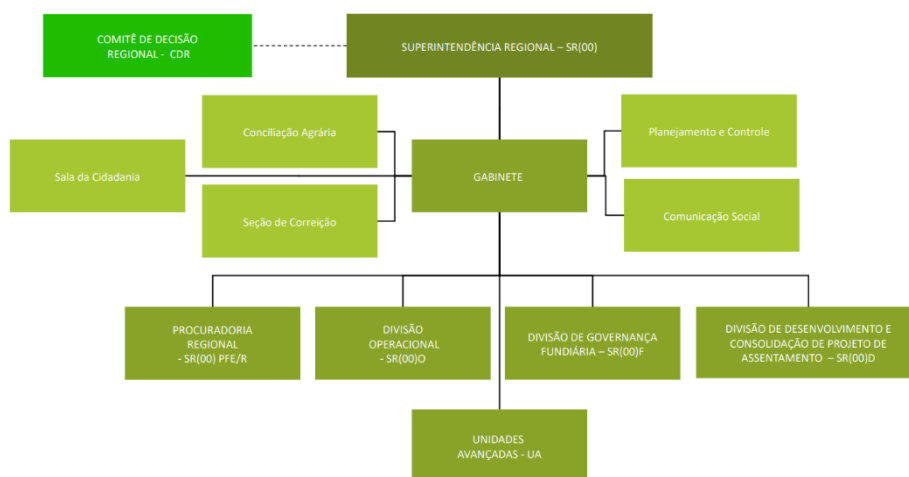 COMITÊ DE DECISÃO
REGIONAL - CDR
SUPERINTENDÊNCIA REGIONAL – SR(00)
Conciliação Agrária
Planejamento e Controle
Sala da Cidadania
GABINETE
Seção de Correição
Comunicação Social
PROCURADORIA
REGIONAL
- SR(00) PFE/R
DIVISÃO
OPERACIONAL
- SR(00)O
DIVISÃO DE GOVERNANÇA
FUNDIÁRIA – SR(00)F
DIVISÃO DE DESENVOLVIMENTO E
CONSOLIDAÇÃO DE PROJETO DE
ASSENTAMENTO – SR(00)D
UNIDADES
AVANÇADAS - UA